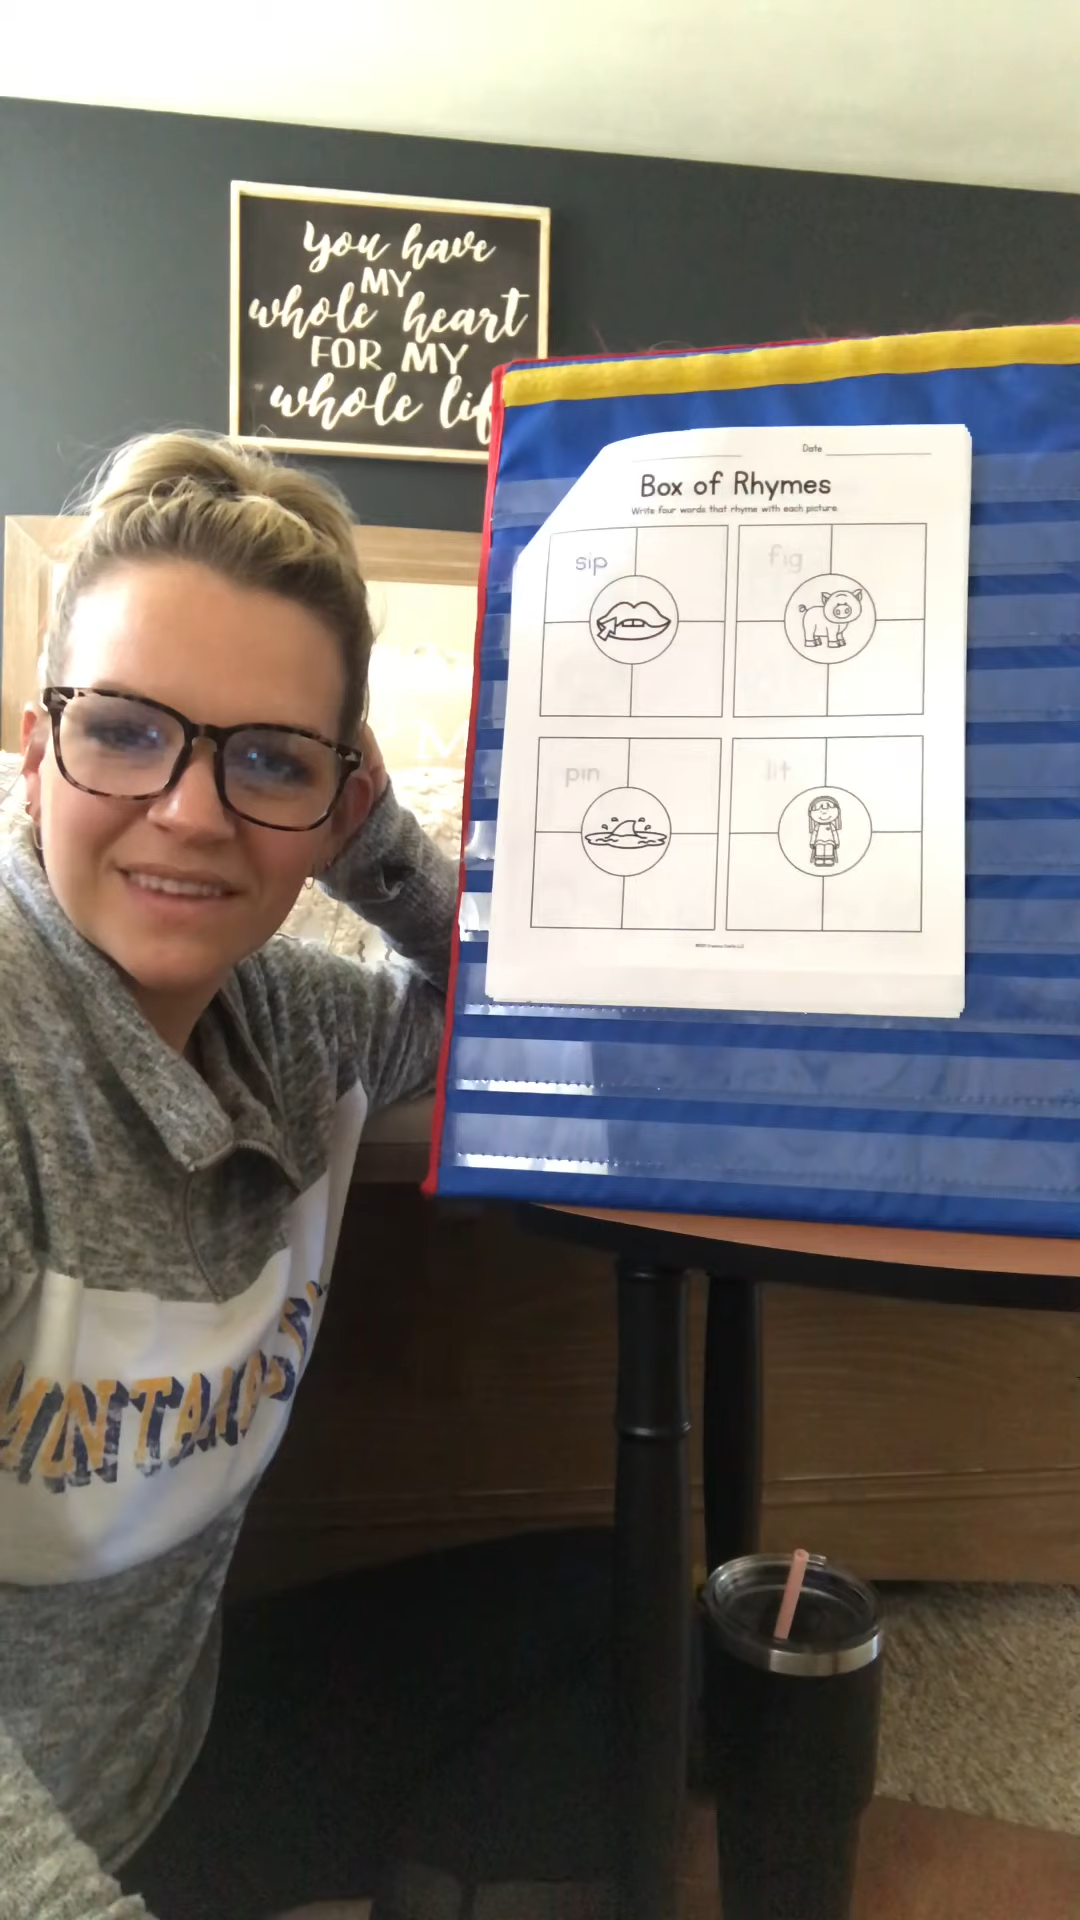 You have
MY
whole heart
FOR MY
whole
Date
Box of Rhymes
Write four words that rhyme with each picture.
sip
fig
pin
lit